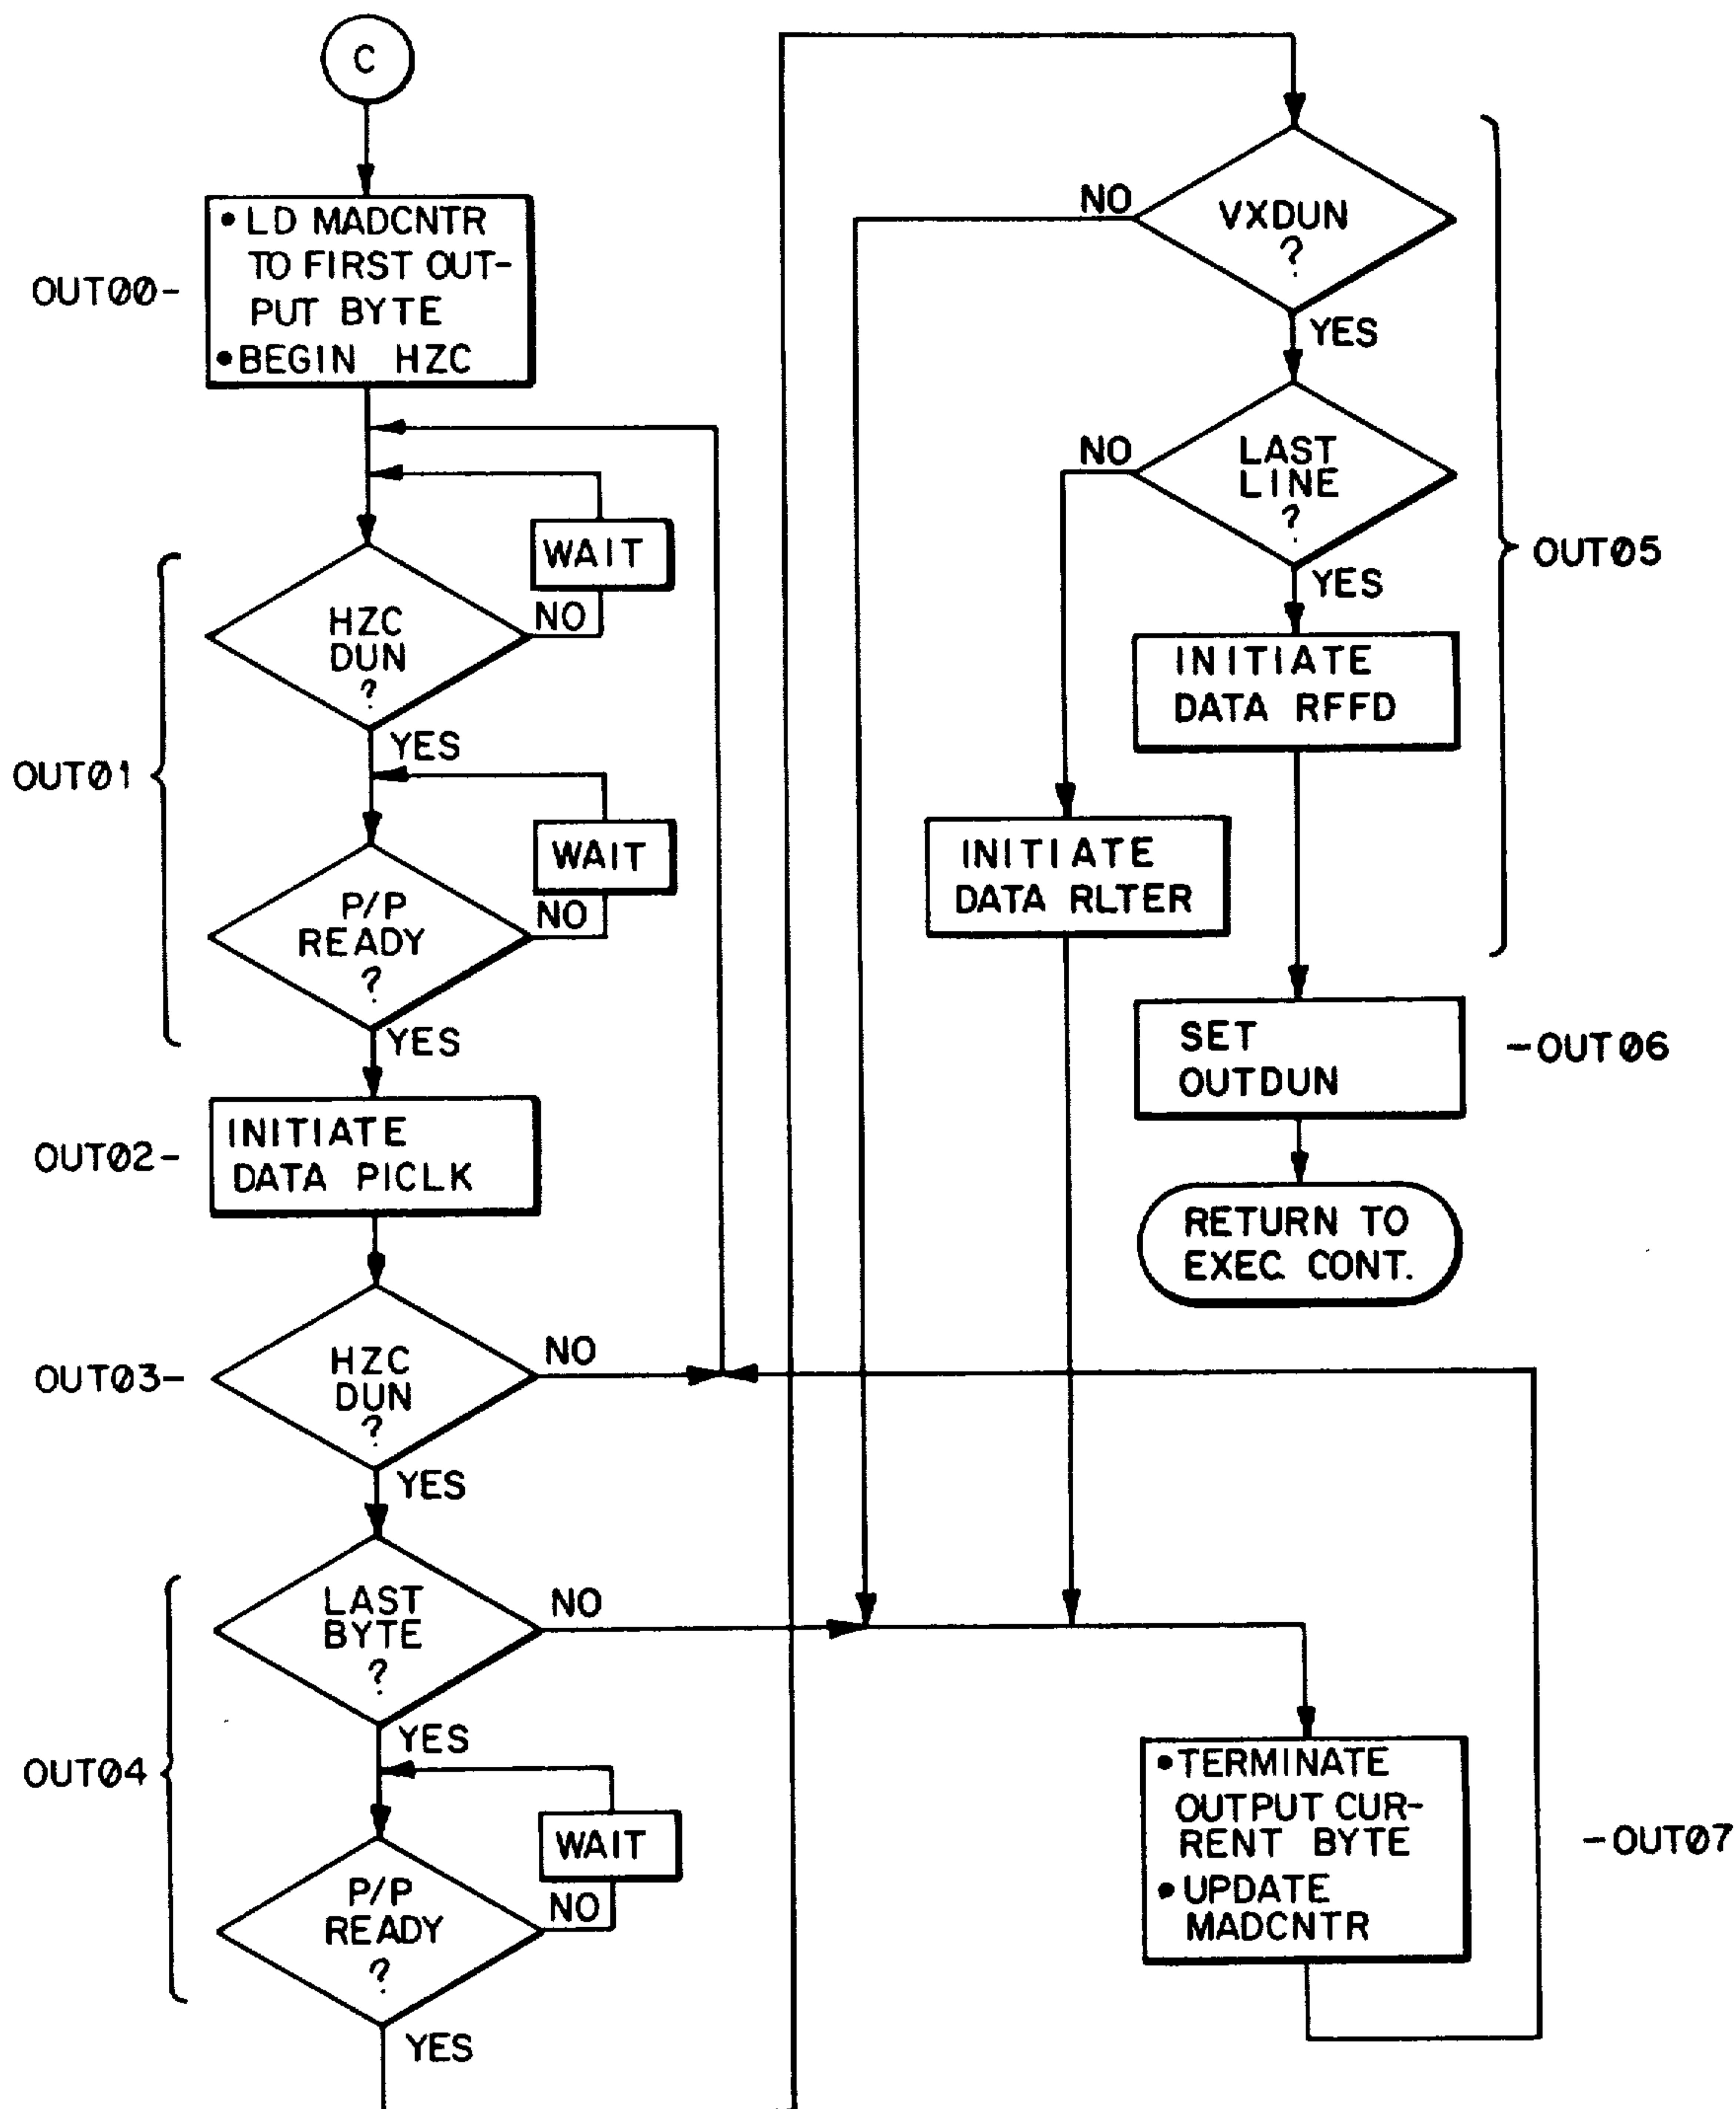 C
• LD MADCNTR
TO FIRST OUT-
PUT BYTE
• BEGIN HZC
OUT00-
WAIT
NO
HZC
DUN
?
YES
OUT01
WAIT
NO
P/P
READY
?
YES
INITIATE
DATA PICLK
OUT02-
HZC
DUN
?
NO
OUT03-
YES
LAST
BYTE
?
NO
YES
OUT04
WAIT
NO
P/P
READY
?
YES
NO
VXDUN
?
YES
NO
LAST
LINE
?
YES
OUT05
INITIATE
DATA RFFD
INITIATE
DATA RLTER
SET
OUTDUN
-OUT06
RETURN TO
EXEC. CONT.
• TERMINATE
OUTPUT CUR-
RENT BYTE
• UPDATE
MADCNTR
-OUT07